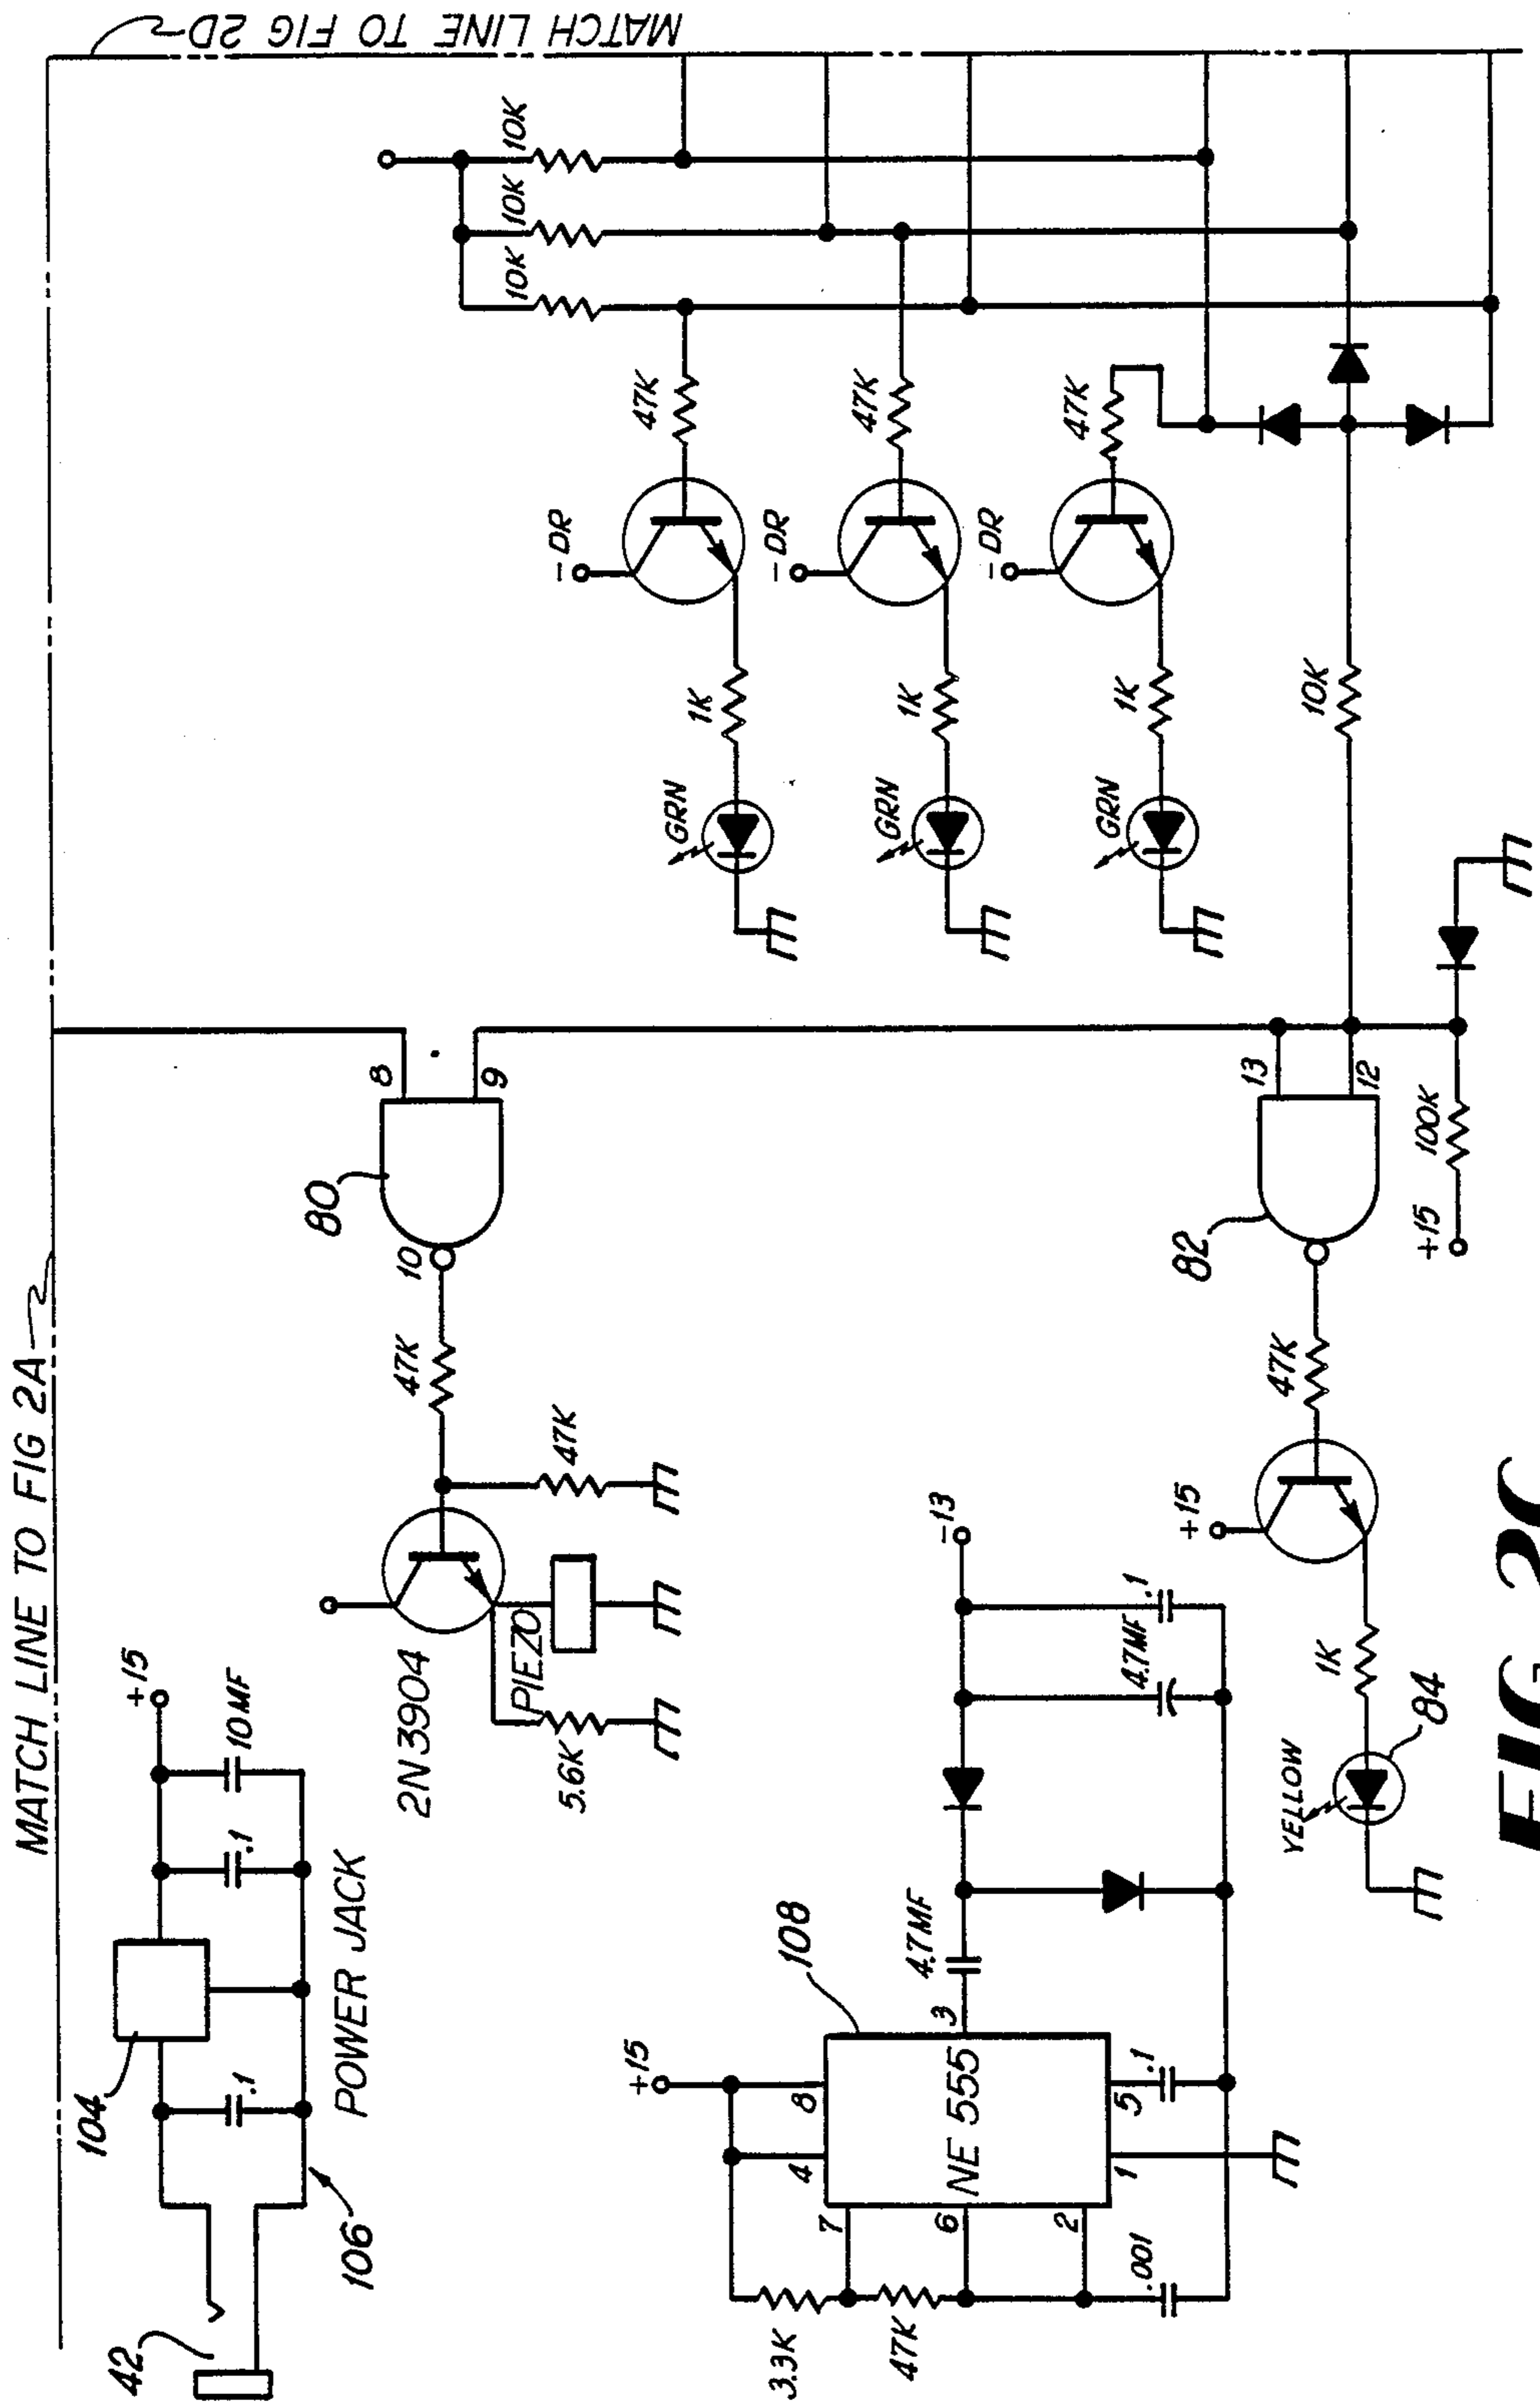 MATCH LINE TO FIG 2A
MATCH LINE TO FIG 2D
42
104
106
POWER JACK
.1
.1
10 MF
+15
2N3904
PIEZO
5.6K
47K
47K
10
80
8
9
10K
10K
10K
47K
- DR
1K
GRN
47K
- DR
1K
GRN
47K
- DR
1K
GRN
10K
3.3K
47K
7
6
2
4
8
NE 555
3
1
5
+15
108
4.7MF
.001
.1
4.7MF
.1
-13
YELLOW
84
1K
+15
47K
82
13
12
+15
100K
FIG 2C